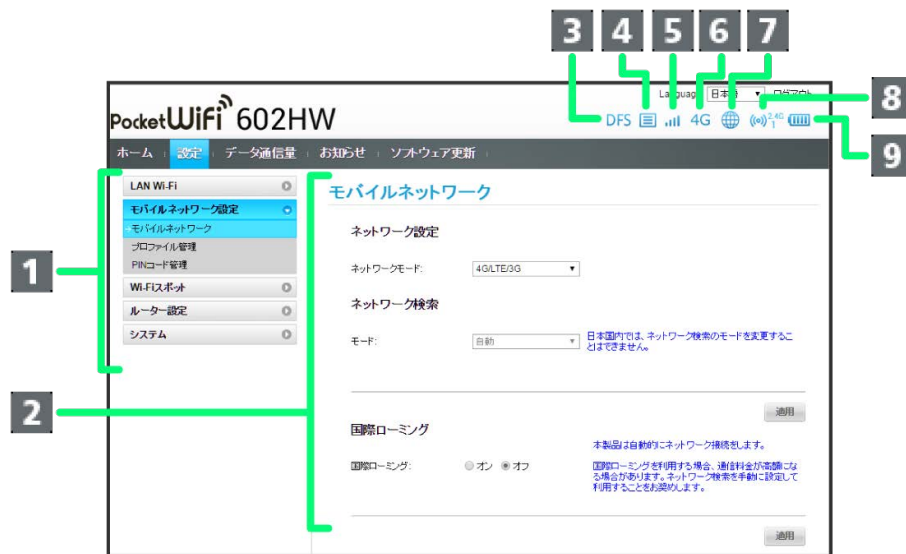 3 4 5 6 7
Language 日本語 ログアウト
8
PocketWiFi 602HW
DFS 4G 2.4G 1
9
ホーム 設定 データ通信量 お知らせ ソフトウェア更新
1
LAN Wi-Fi
モバイルネットワーク設定
モバイルネットワーク
プロファイル管理
PINコード管理
Wi-Fiスポット
ルーター設定
システム
2
モバイルネットワーク
ネットワーク設定
ネットワークモード: 4G/LTE/3G
ネットワーク検索
モード: 自動
日本国内では、ネットワーク検索のモードを変更するこ
とはできません。
適用
国際ローミング
本製品は自動的にネットワーク接続をします。
国際ローミング: オン オフ
国際ローミングを利用する場合、通信料金が高額にな
る場合があります。ネットワーク検索を手動に設定して
利用することをお奨めします。
適用